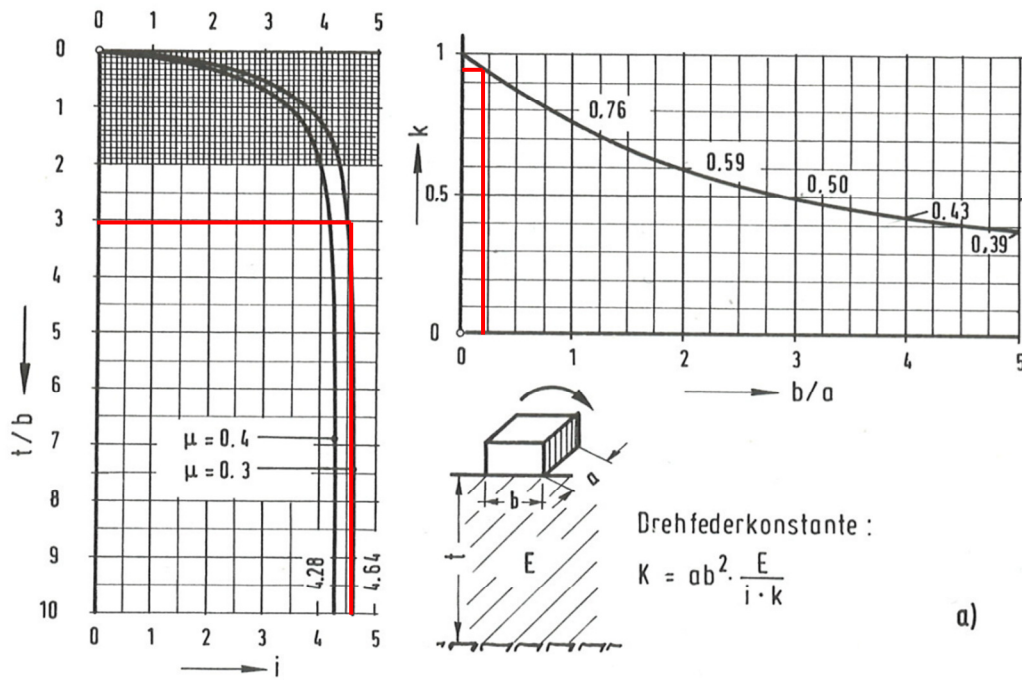 0 1 2 3 4 5
0
1
2
3
4
5
6
7
8
9
10
t/b
μ = 0.4
μ = 0.3
4.28
4.64
0 1 2 3 4 5
i
1
k
0.5
0
0.76
0.59
0.50
0.43
0,39
0 1 2 3 4 5
b/a
a
b
t
E
Drehfederkonstante :
K = ab² · E / i · k
a)